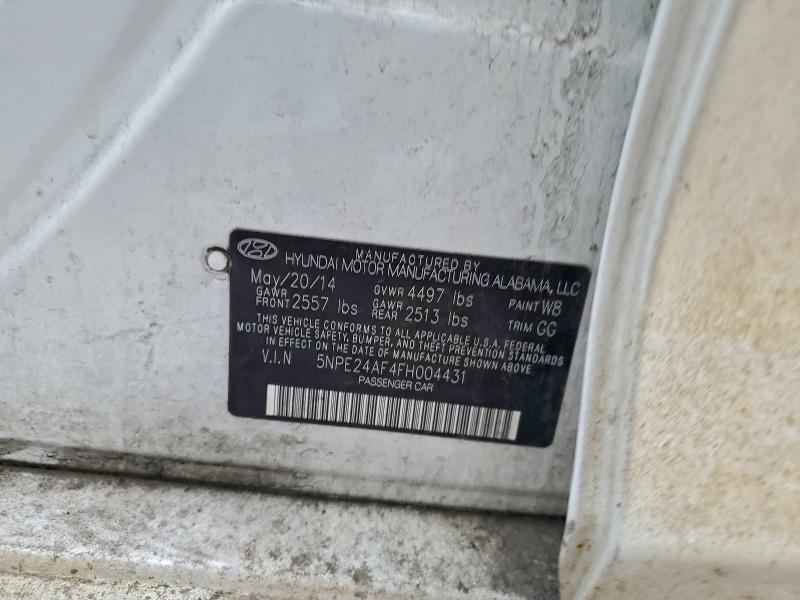 MANUFACTURED BY
HYUNDAI MOTOR MANUFACTURING ALABAMA, LLC
May/20/14 GVWR 4497 lbs PAINT W8
GAWR FRONT 2557 lbs GAWR REAR 2513 lbs TRIM GG
THIS VEHICLE CONFORMS TO ALL APPLICABLE U.S.A. FEDERAL
MOTOR VEHICLE SAFETY, BUMPER, AND THEFT PREVENTION STANDARDS
IN EFFECT ON THE DATE OF MANUFACTURE SHOWN ABOVE
V.I.N 5NPE24AF4FH004431
PASSENGER CAR